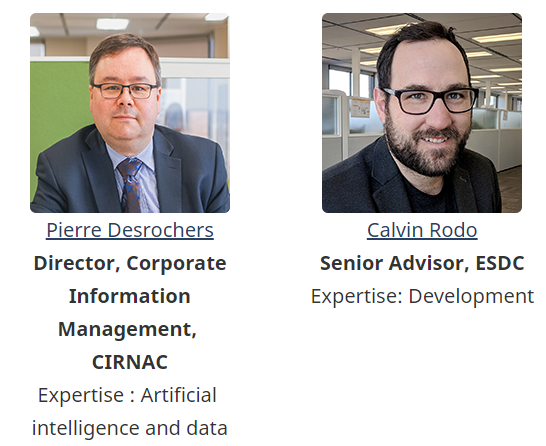 Pierre Desrochers
Director, Corporate
Information
Management,
CIRNAC
Expertise : Artificial
intelligence and data
Calvin Rodo
Senior Advisor, ESDC
Expertise: Development